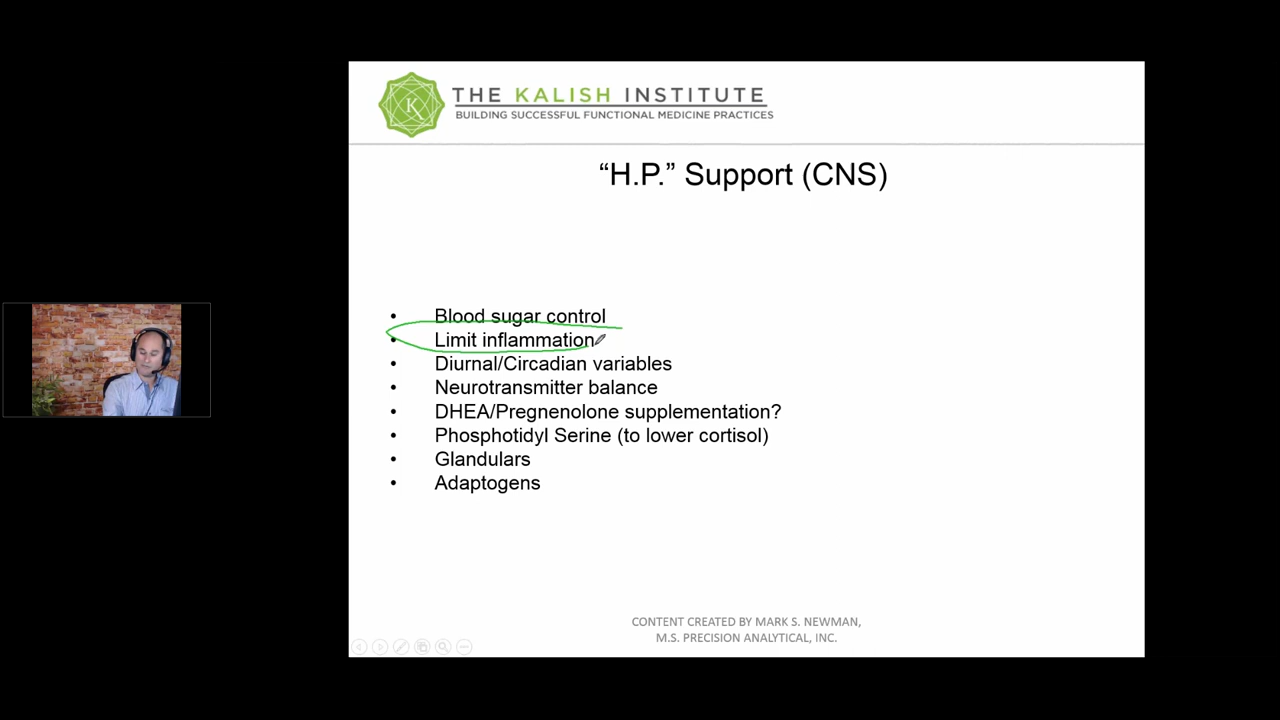 THE KALISH INSTITUTE
BUILDING SUCCESSFUL FUNCTIONAL MEDICINE PRACTICES
“H.P.” Support (CNS)
• Blood sugar control
• Limit inflammation
• Diurnal/Circadian variables
• Neurotransmitter balance
• DHEA/Pregnenolone supplementation?
• Phosphotidyl Serine (to lower cortisol)
• Glandulars
• Adaptogens
CONTENT CREATED BY MARK S. NEWMAN,
M.S. PRECISION ANALYTICAL, INC.